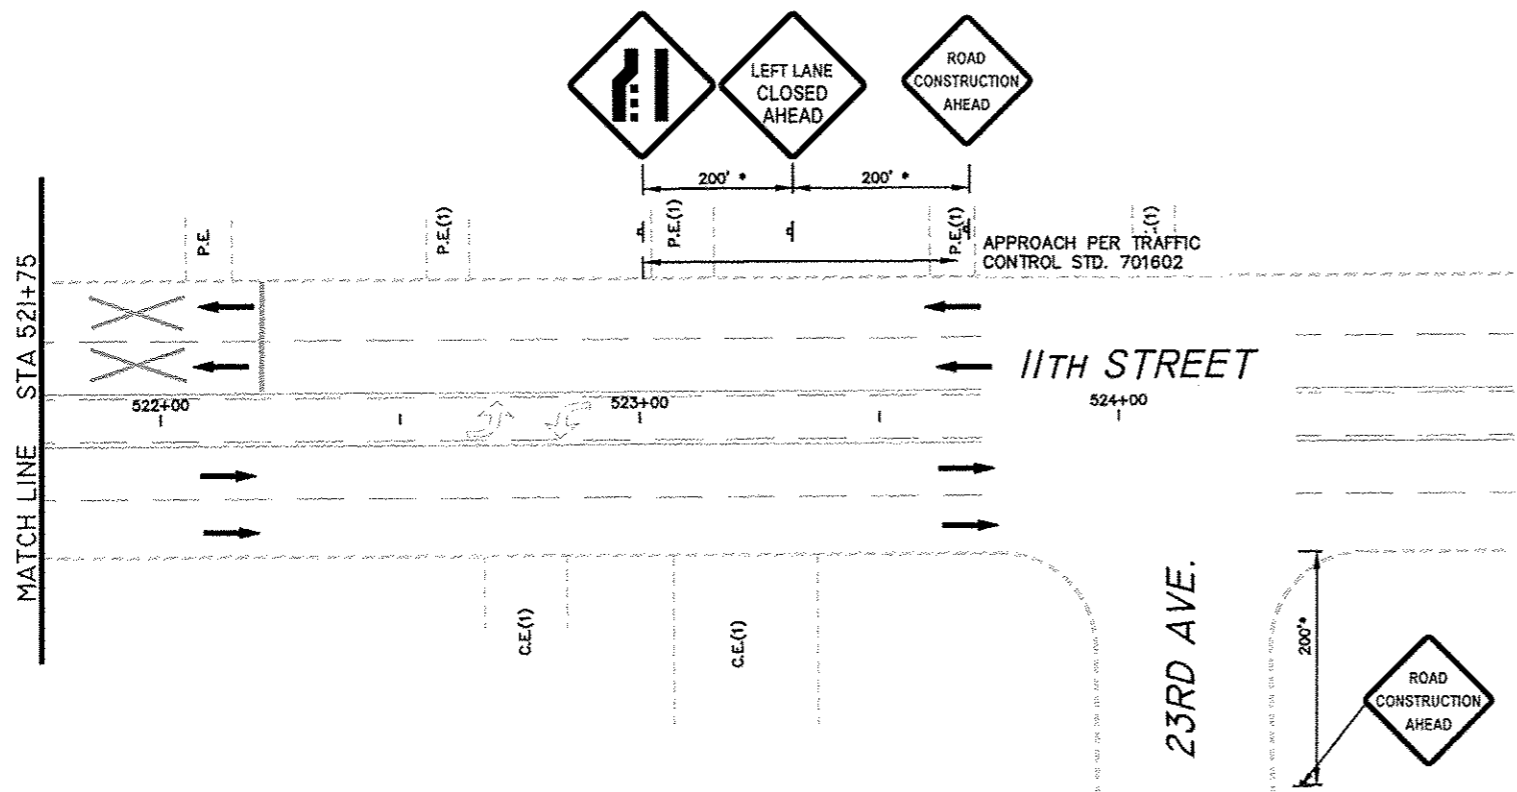 LEFT LANE
CLOSED
AHEAD
ROAD
CONSTRUCTION
AHEAD
200' *
200' *
P.E.
P.E.(1)
P.E.(1)
P.E.(1)
(1)
APPROACH PER TRAFFIC
CONTROL STD. 701602
MATCH LINE STA 521+75
11TH STREET
522+00
523+00
524+00
C.E.(1)
C.E.(1)
23RD AVE.
200'*
ROAD
CONSTRUCTION
AHEAD